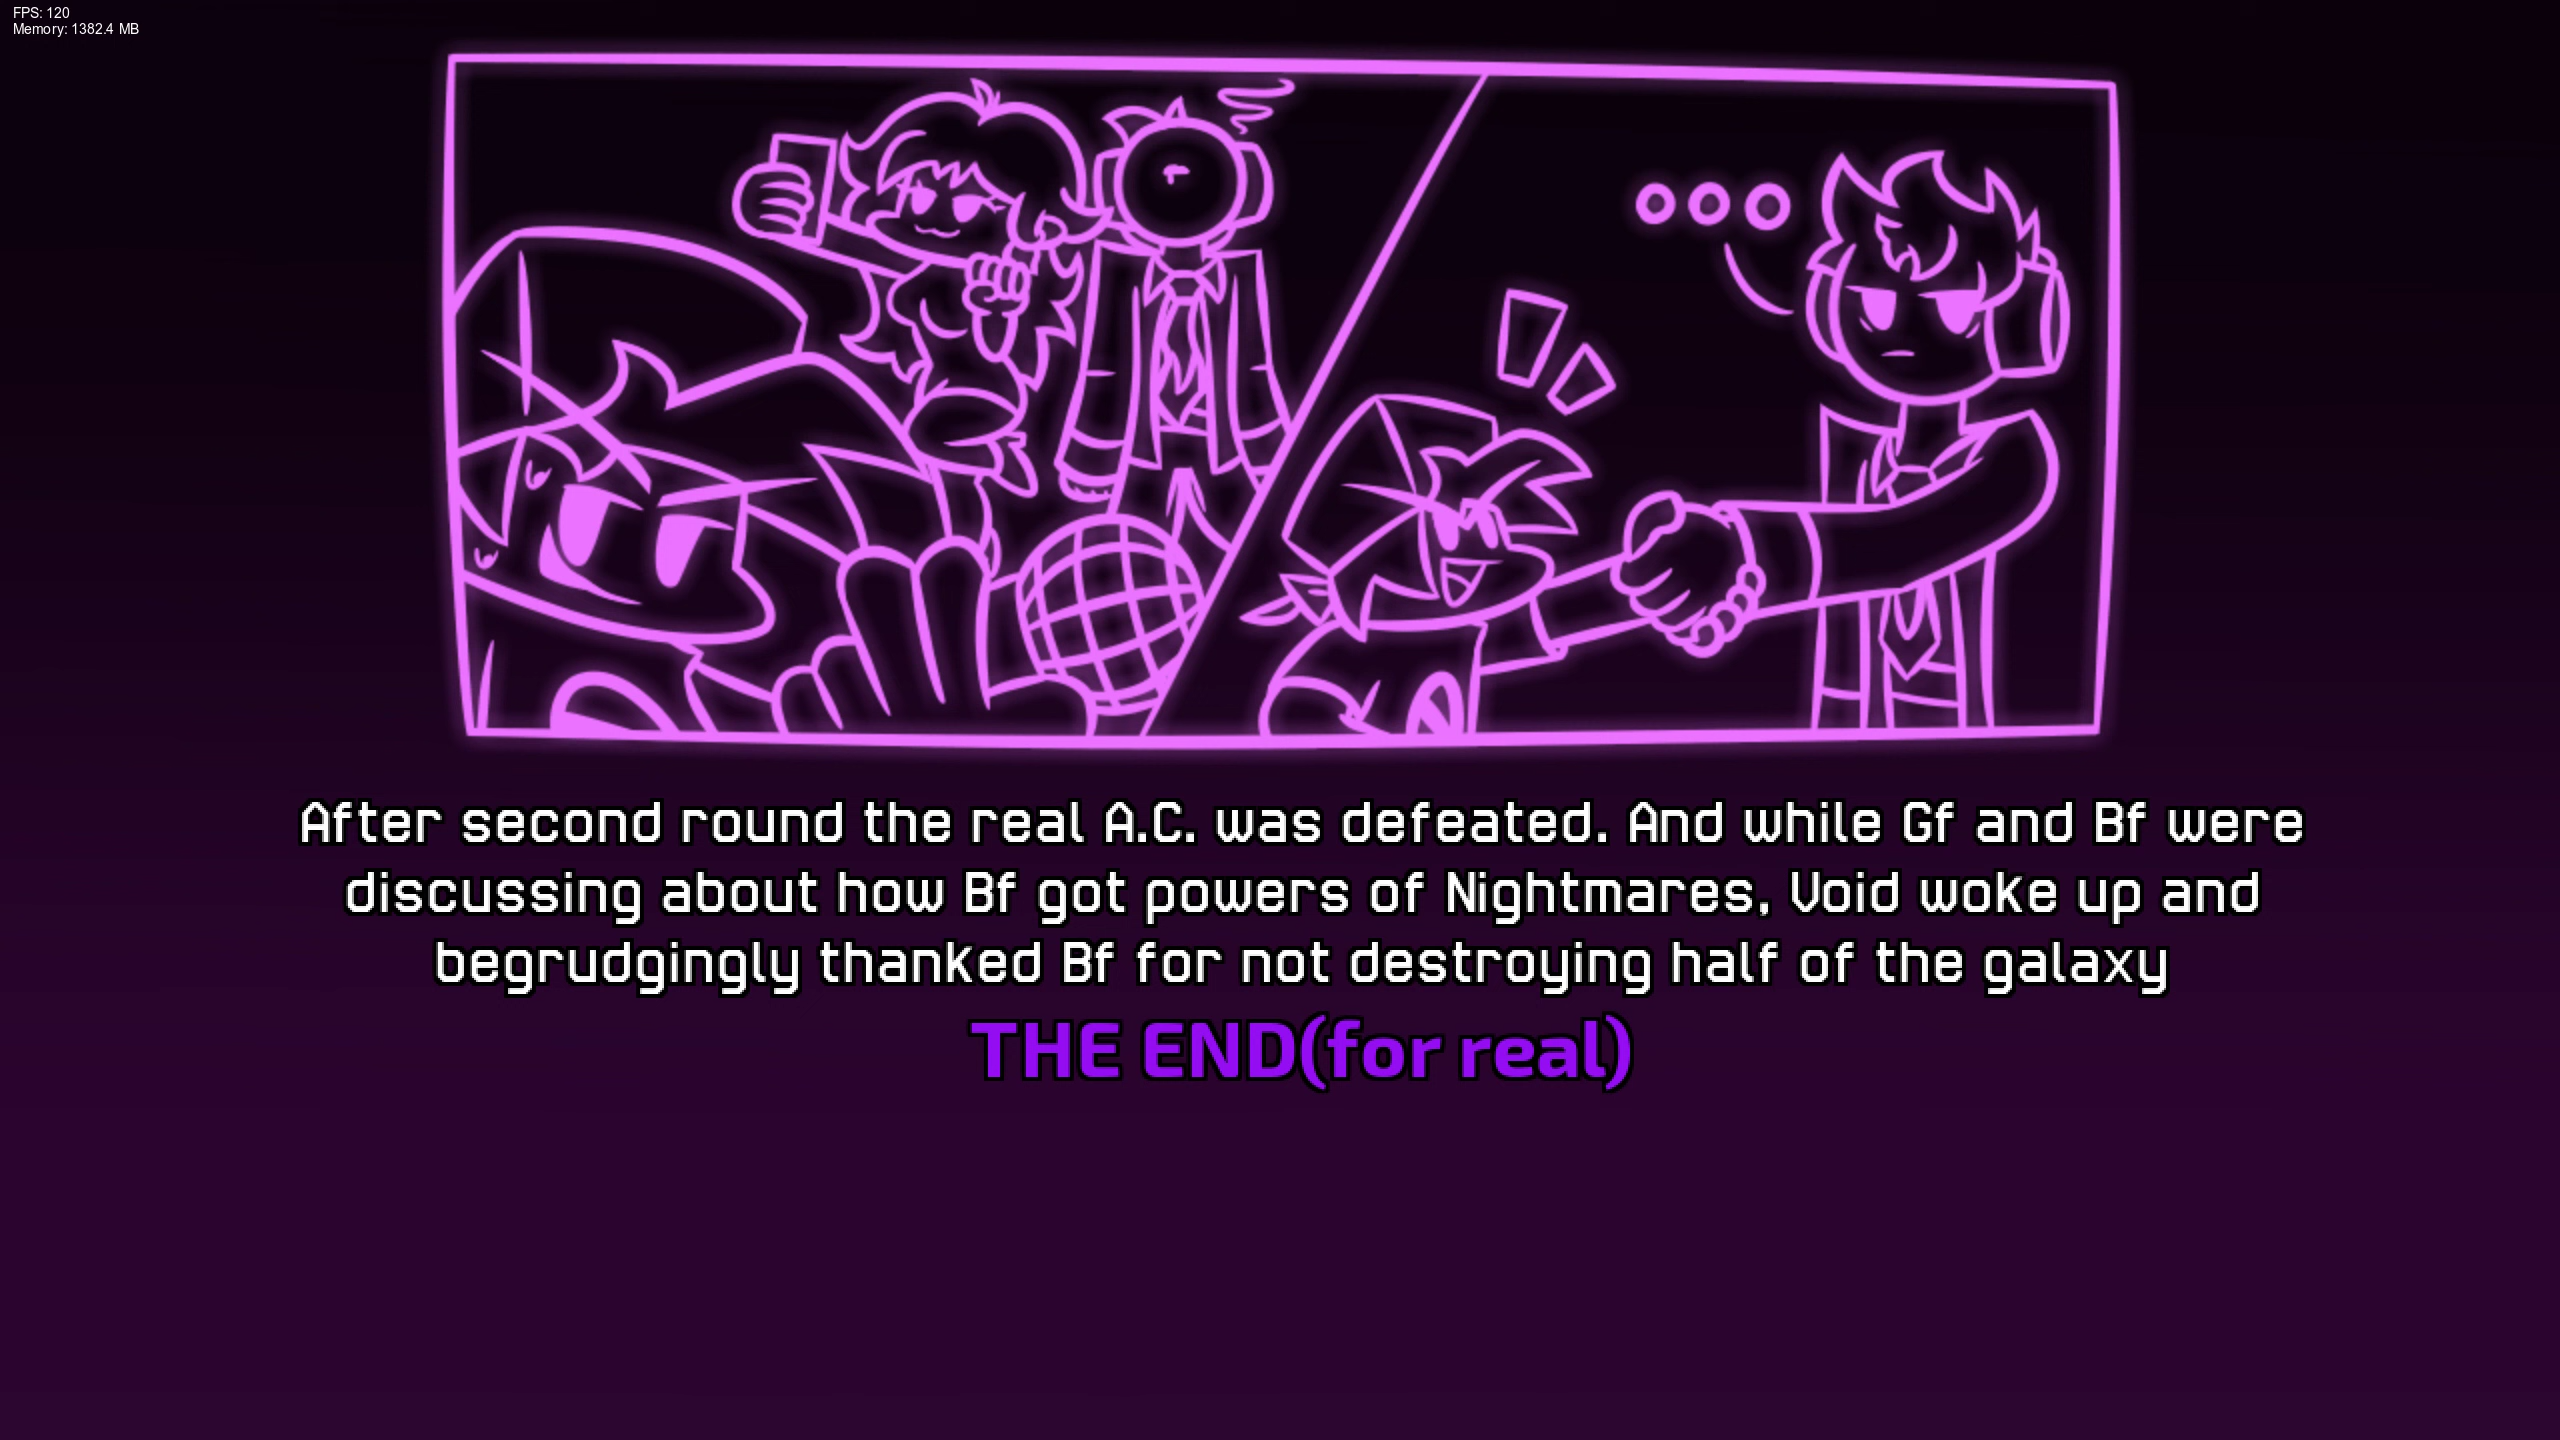 FPS: 120
Memory: 1382.4 MB
After second round the real A.C. was defeated. And while Gf and Bf were
discussing about how Bf got powers of Nightmares, Void woke up and
begrudgingly thanked Bf for not destroying half of the galaxy
THE END(for real)